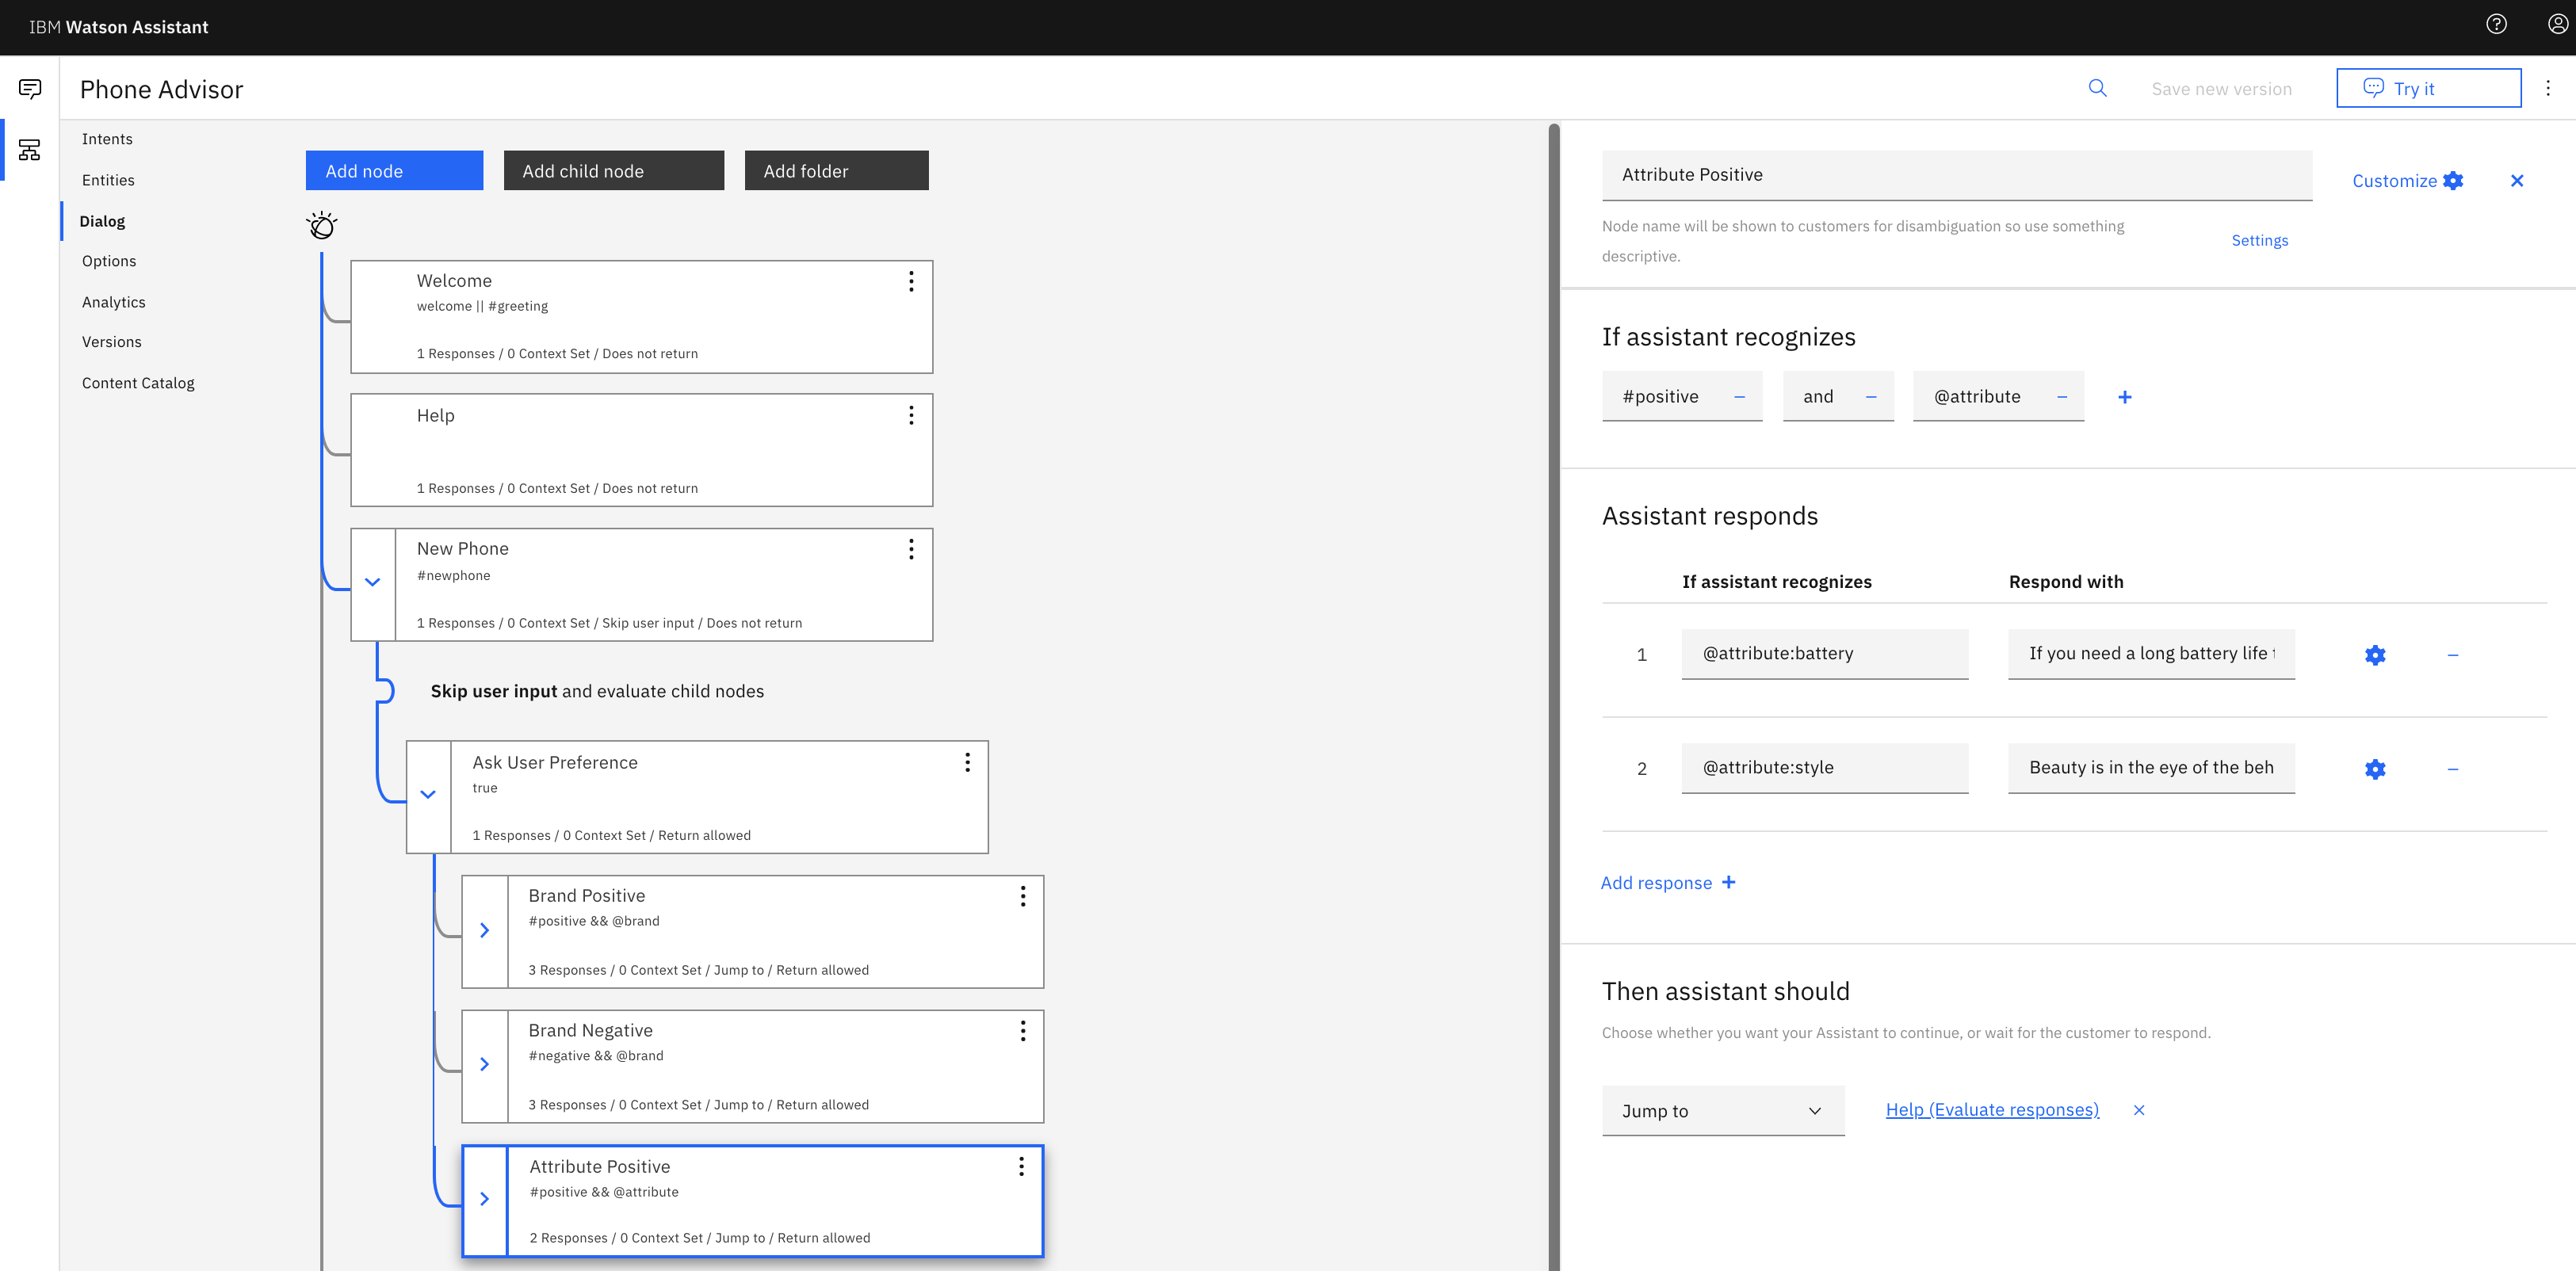 IBM Watson Assistant
Phone Advisor
Save new version
Try it
Intents
Entities
Dialog
Options
Analytics
Versions
Content Catalog
Add node
Add child node
Add folder
Welcome
welcome || #greeting
1 Responses / 0 Context Set / Does not return
Help
1 Responses / 0 Context Set / Does not return
New Phone
#newphone
1 Responses / 0 Context Set / Skip user input / Does not return
Skip user input and evaluate child nodes
Ask User Preference
true
1 Responses / 0 Context Set / Return allowed
Brand Positive
#positive && @brand
3 Responses / 0 Context Set / Jump to / Return allowed
Brand Negative
#negative && @brand
3 Responses / 0 Context Set / Jump to / Return allowed
Attribute Positive
#positive && @attribute
2 Responses / 0 Context Set / Jump to / Return allowed
Attribute Positive
Customize
Node name will be shown to customers for disambiguation so use something
descriptive.
Settings
If assistant recognizes
#positive and @attribute
Assistant responds
If assistant recognizes Respond with
1 @attribute:battery If you need a long battery life
2 @attribute:style Beauty is in the eye of the beh
Add response +
Then assistant should
Choose whether you want your Assistant to continue, or wait for the customer to respond.
Jump to
Help (Evaluate responses)